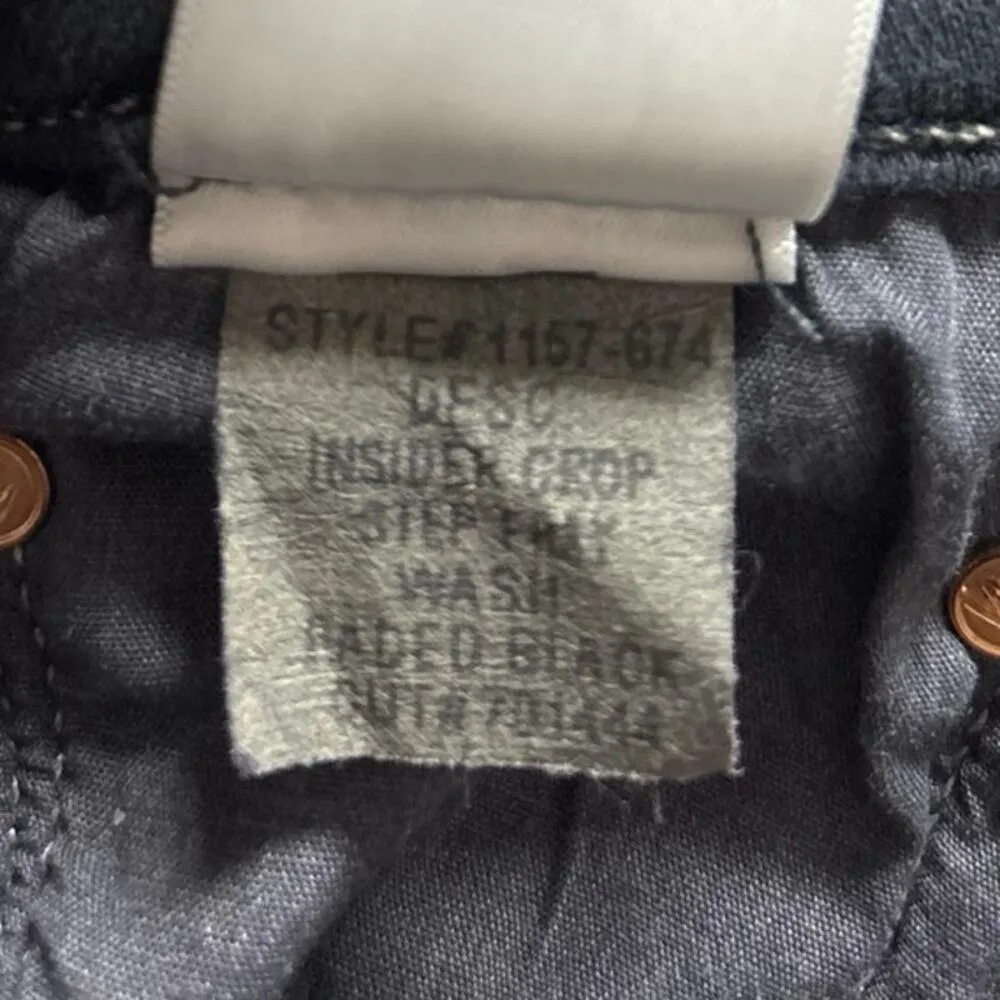 STYLE# 1157-674
DESC
INSIDER CROP
STEP FRAY
WASH
FADED BLACK
CUT#